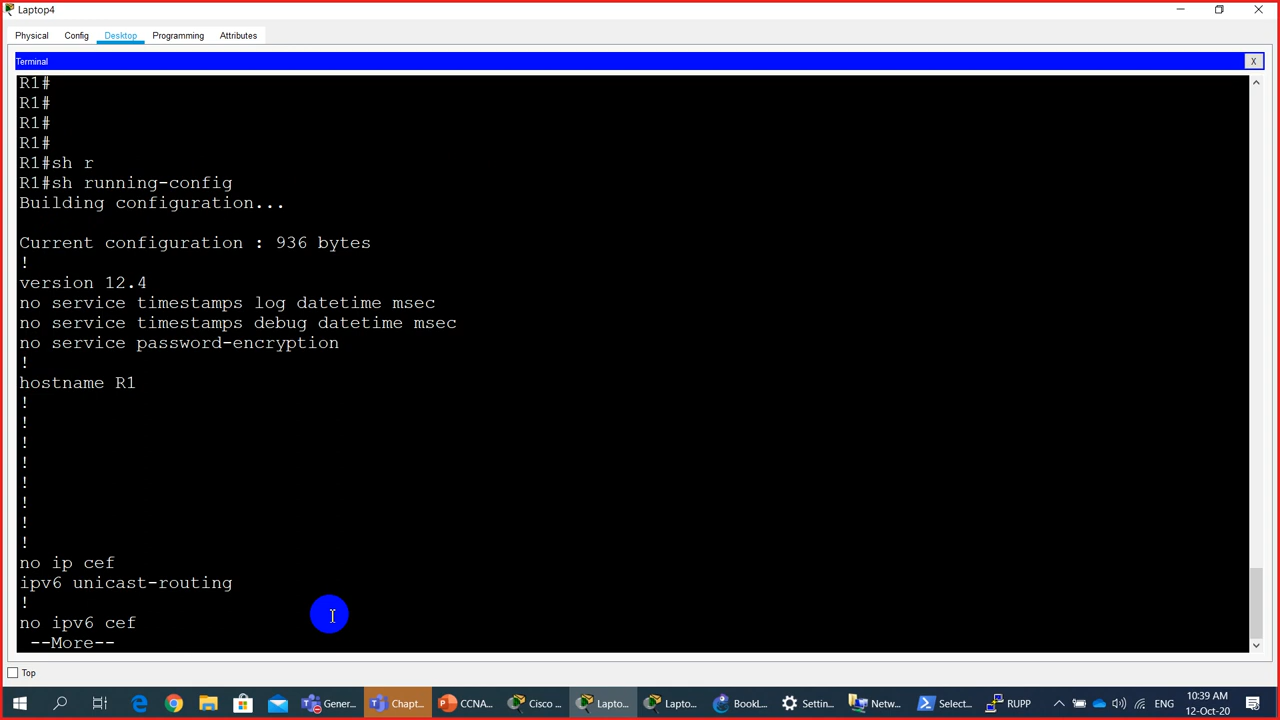 Laptop4
Physical Config Desktop Programming Attributes
Terminal X
R1#
R1#
R1#
R1#
R1#sh r
R1#sh running-config
Building configuration...
Current configuration : 936 bytes
!
version 12.4
no service timestamps log datetime msec
no service timestamps debug datetime msec
no service password-encryption
!
hostname R1
!
!
!
!
!
!
!
!
no ip cef
ipv6 unicast-routing
!
no ipv6 cef
--More--
Top
Gener... Chapt... CCNA... Cisco ... Lapto... Lapto... BookL... Settin... Netw... Select... RUPP ENG 10:39 AM
12-Oct-20